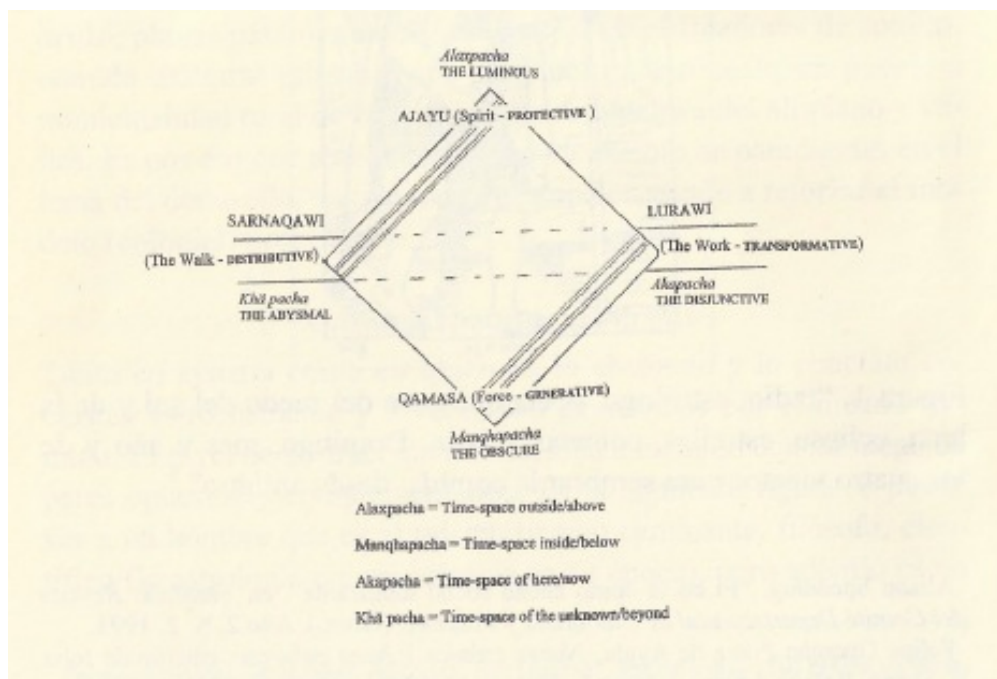 Alaxpacha
THE LUMINOUS
AJAYU (Spirit - PROTECTIVE )
SARNAQAWI
LURAWI
(The Walk - DISTRIBUTIVE)
(The Work - TRANSFORMATIVE)
Khä pacha
THE ABYSMAL
Akapacha
THE DISJUNCTIVE
QAMASA (Force - GENERATIVE)
Manqhapacha
THE OBSCURE
Alaxpacha = Time-space outside/above
Manqhapacha = Time-space inside/below
Akapacha = Time-space of here/now
Khä pacha = Time-space of the unknown/beyond